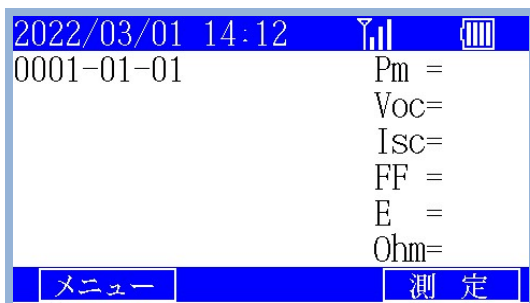 2022/03/01 14:12
0001-01-01
Pm =
Voc=
Isc=
FF =
E =
Ohm=
メニュー 測 定